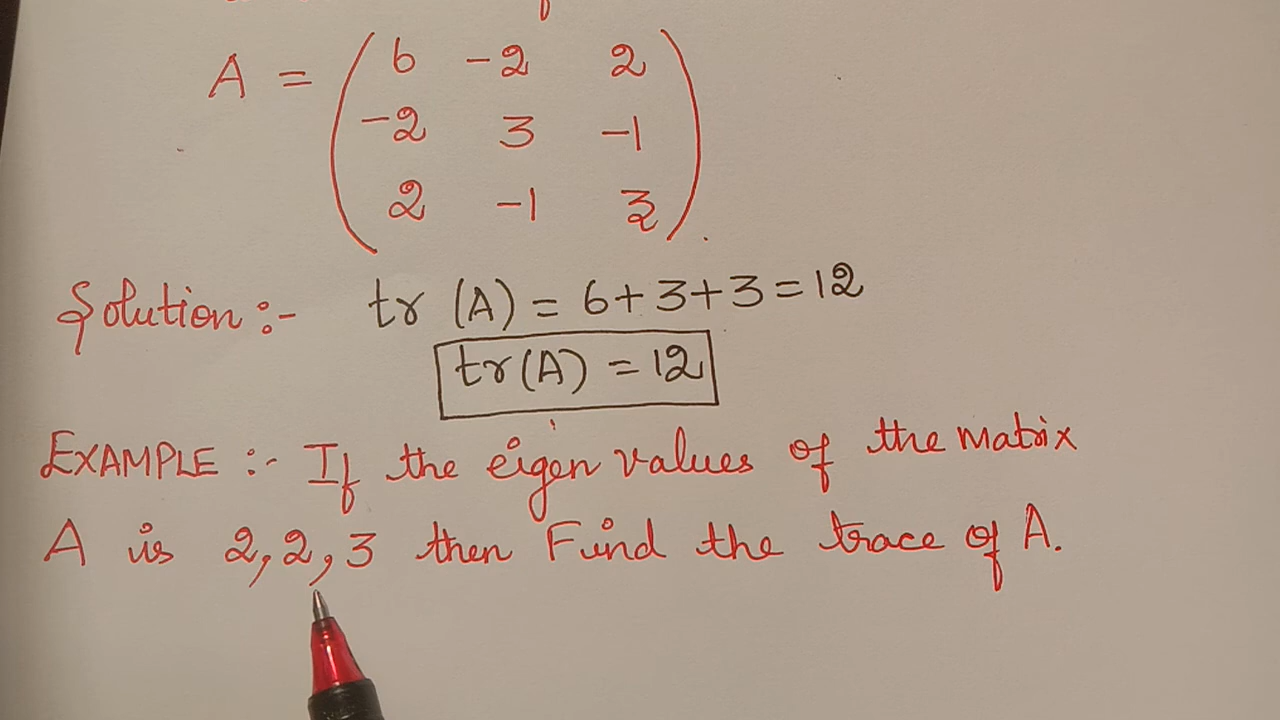 A = ( 6 -2 2
-2 3 -1
2 -1 3 ).
Solution:- tr (A) = 6+3+3=12
tr(A) = 12
EXAMPLE :- If the eigen values of the matrix
A is 2,2,3 then Find the trace of A.